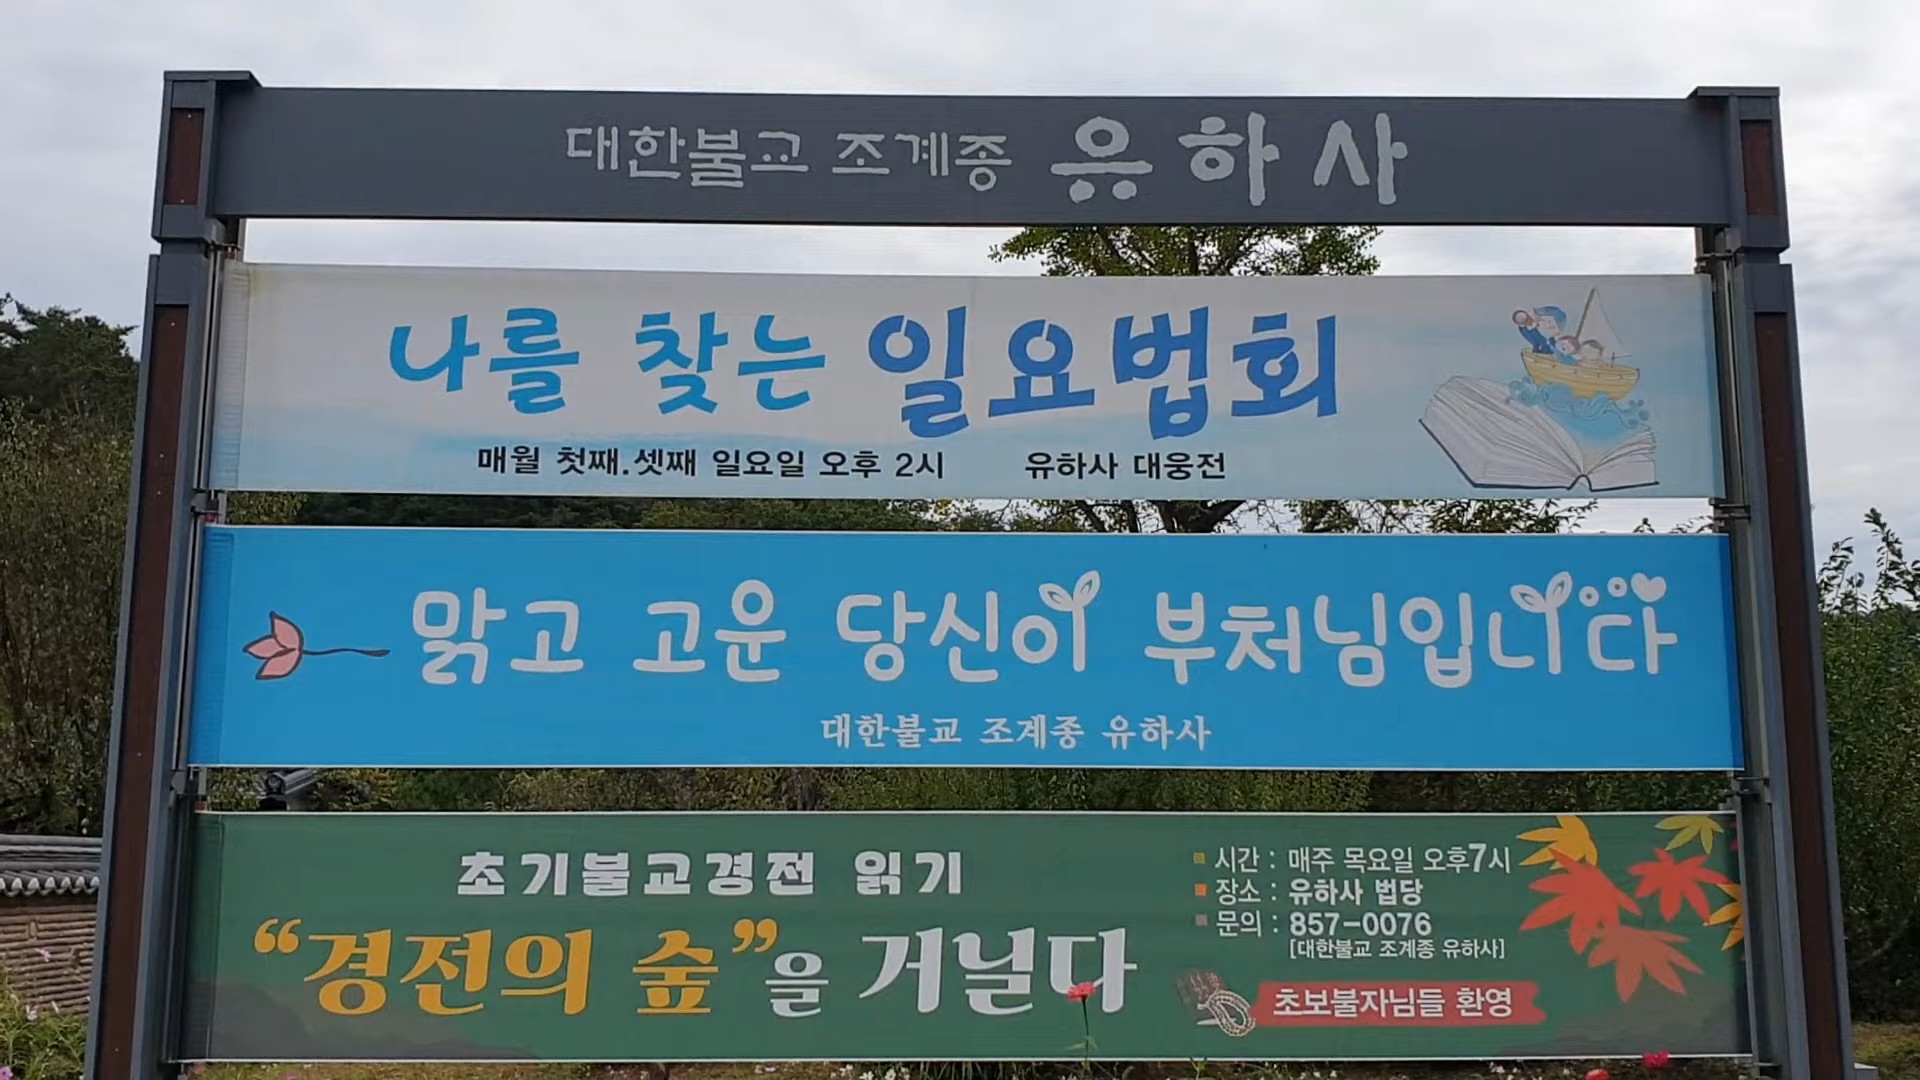 대한불교 조계종 유하사
나를 찾는 일요법회
매월 첫째.셋째 일요일 오후 2시 유하사 대웅전
맑고 고운 당신이 부처님입니다
대한불교 조계종 유하사
초기불교경전 읽기
“경전의 숲”을 거닐다
시간 : 매주 목요일 오후7시
장소 : 유하사 법당
문의 : 857-0076
[대한불교 조계종 유하사]
초보불자님들 환영